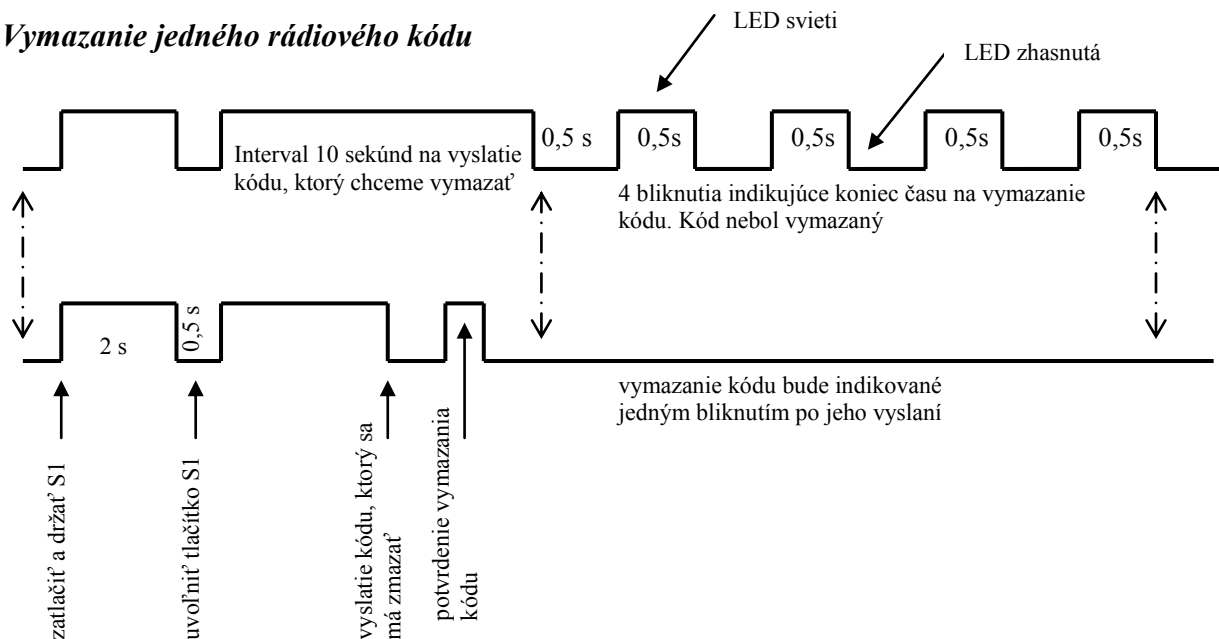 Vymazanie jedného rádiového kódu
LED svieti
LED zhasnutá
0,5 s
0,5s
0,5s
0,5s
0,5s
Interval 10 sekúnd na vyslatie
kódu, ktorý chceme vymazať
4 bliknutia indikujúce koniec času na vymazanie
kódu. Kód nebol vymazaný
2 s
0,5 s
vymazanie kódu bude indikované
jedným bliknutím po jeho vyslaní
zatlačiť a držať S1
uvoľniť tlačítko S1
vyslatie kódu, ktorý sa
má zmazať
potvrdenie vymazania
kódu